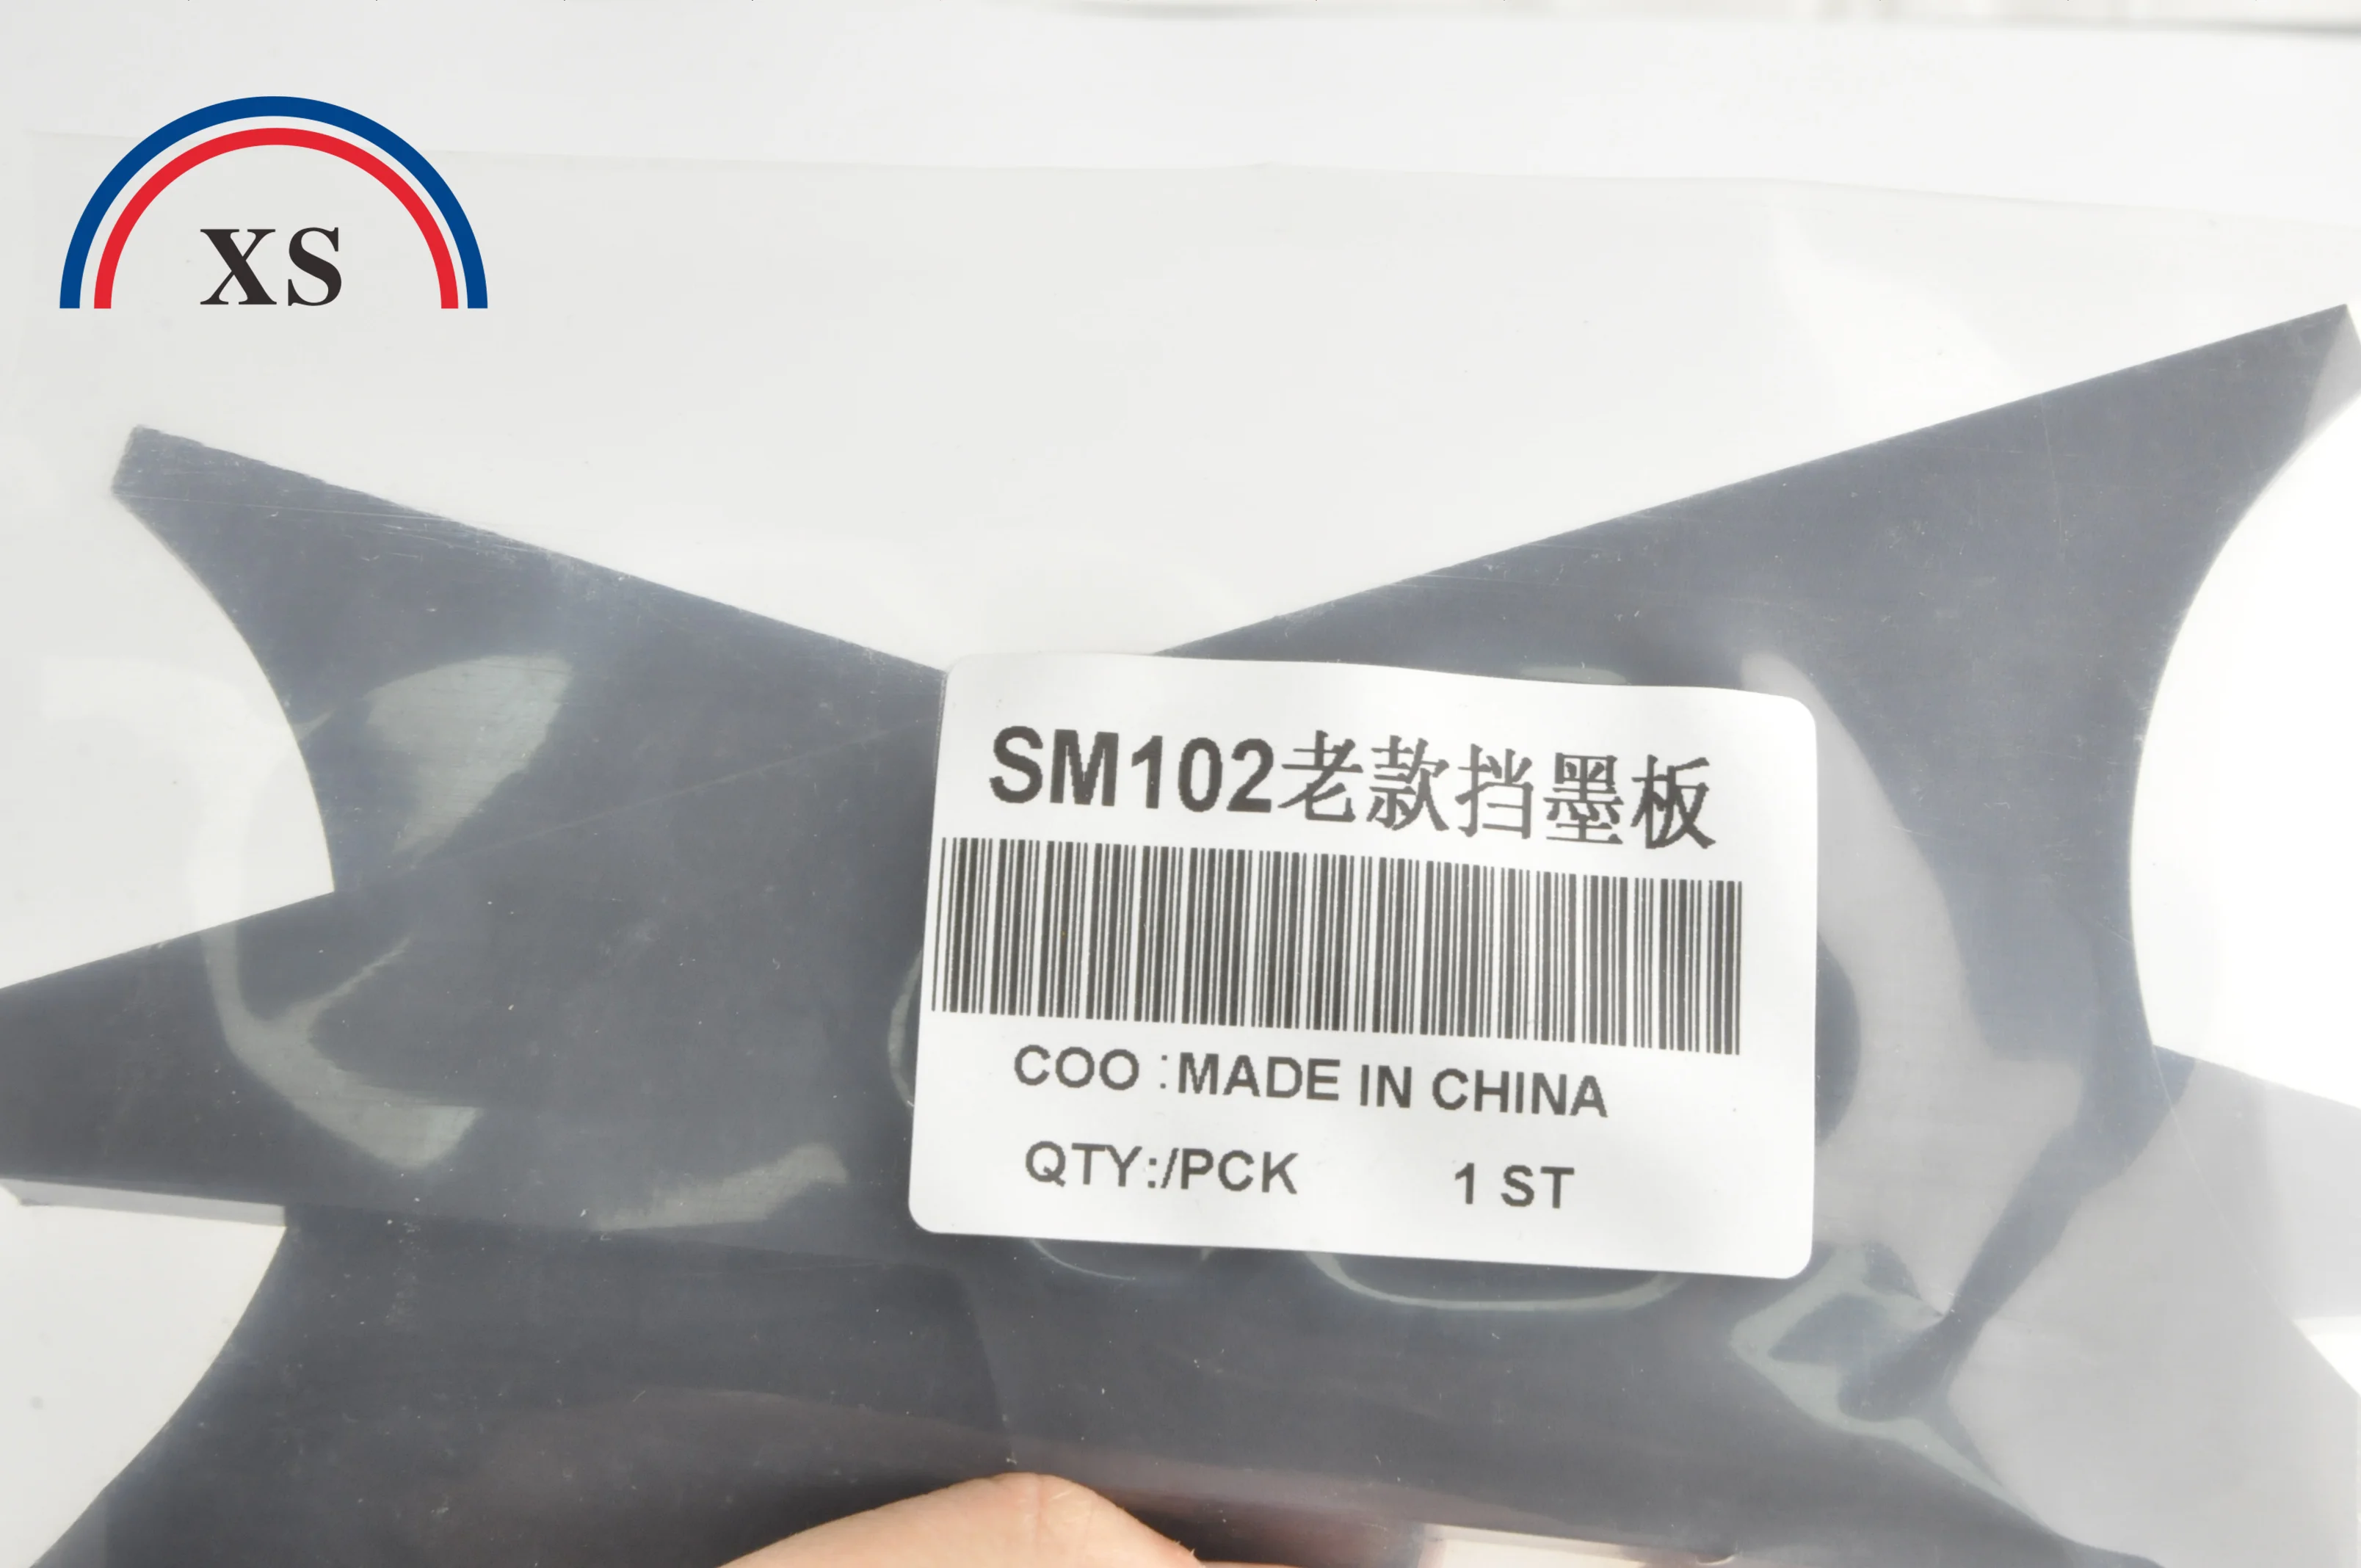 XS
SM102老款挡墨板
COO :MADE IN CHINA
QTY:/PCK 1 ST